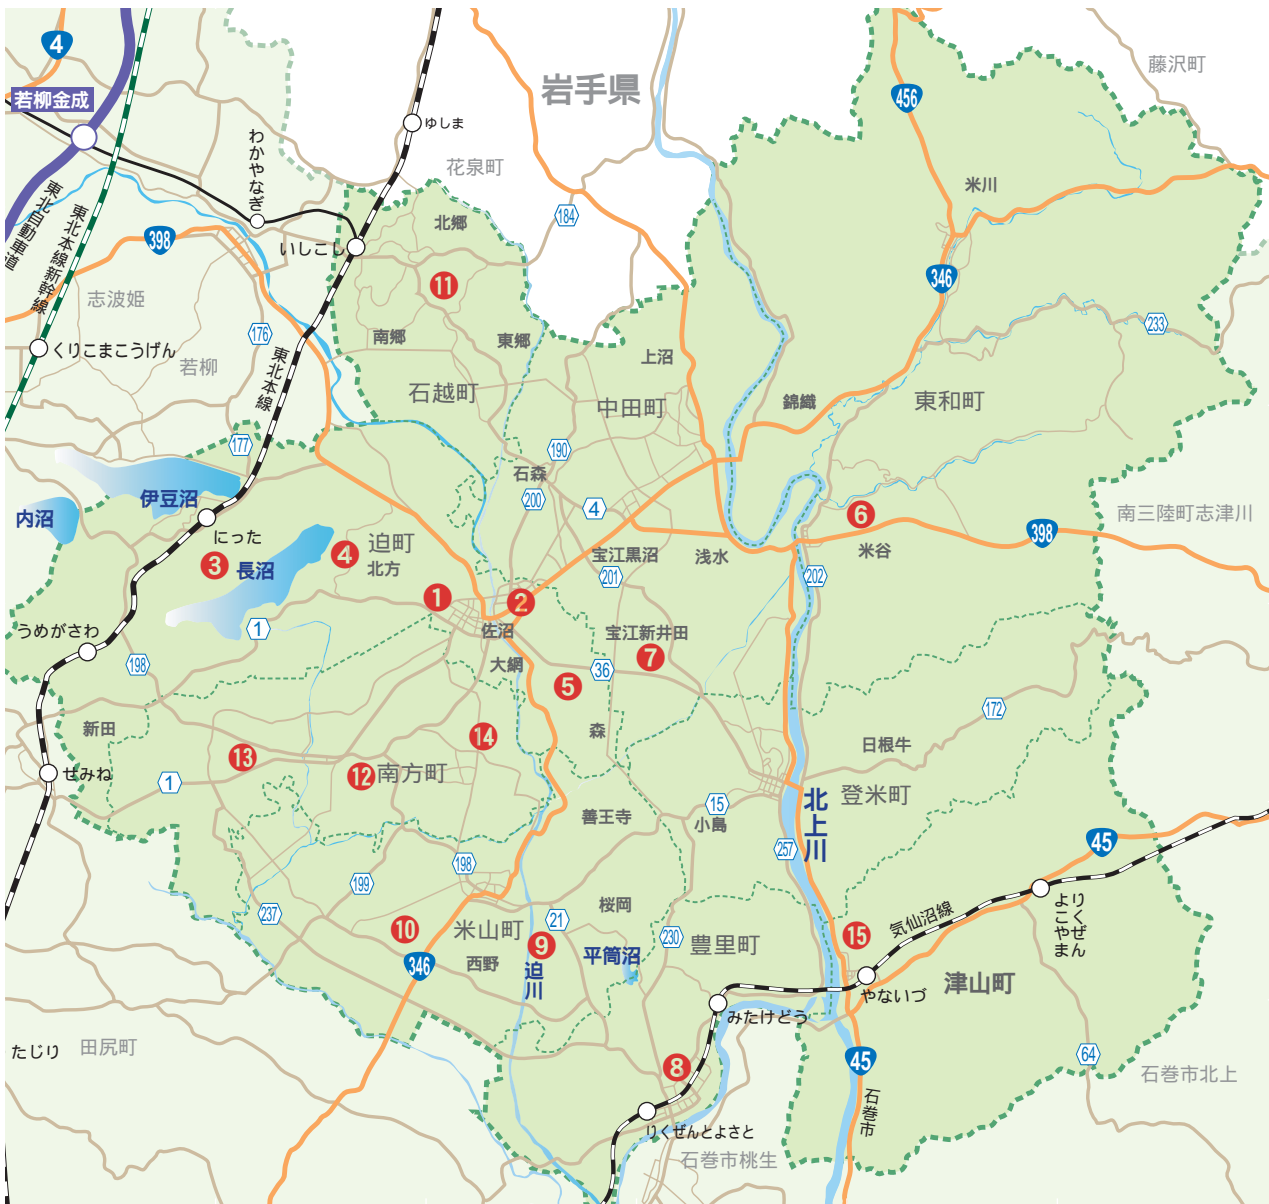 4
若柳金成
岩手県
藤沢町
456
ゆしま
わかやなぎ
花泉町
米川
東北自動車道
東北本線新幹線
398
北郷
184
いしこし
志波姫
346
11
くりこまこうげん
176
若柳
東北本線
南郷
東郷
上沼
233
石越町
中田町
錦織
東和町
177
190
石森
伊豆沼
200
4
内沼
にった
6
南三陸町志津川
398
米谷
3
長沼
4
迫町
北方
宝江黒沼
浅水
201
202
1
2
うめがさわ
1
佐沼
宝江新井田
198
大綱
36
7
5
172
新田
森
14
日根牛
13
せみね
1
12
南方町
登米町
北上川
15
善王寺
小島
45
257
198
199
237
りくぜん
よこやま
桜岡
21
10
米山町
9
230
豊里町
15
気仙沼線
346
西野
迫川
平筒沼
津山町
やないづ
みたけどう
たじり
田尻町
8
45
64
石巻市北上
石巻市
りくぜんとよさと
石巻市桃生